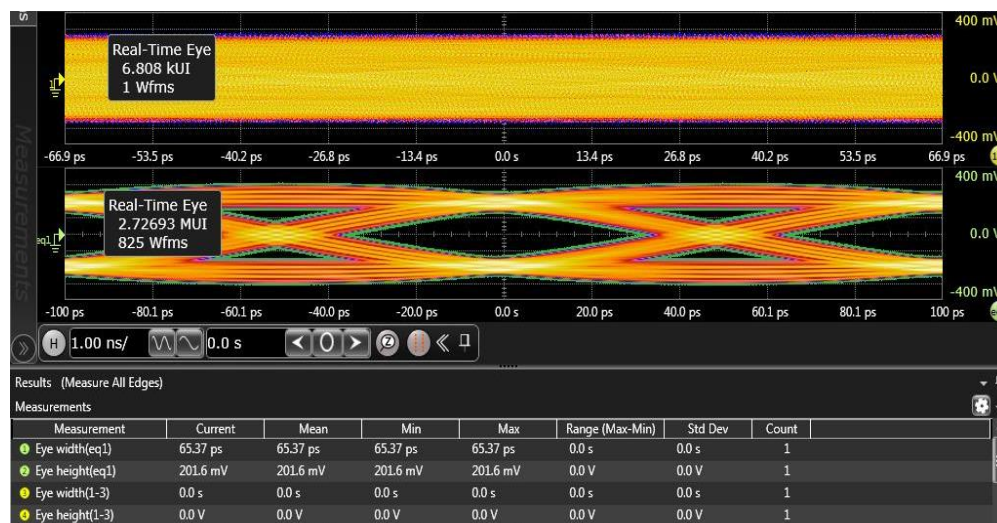 400 mV
Real-Time Eye
6.808 kUI
1 Wfms
0.0 V
-400 mV
-66.9 ps -53.5 ps -40.2 ps -26.8 ps -13.4 ps 0.0 s 13.4 ps 26.8 ps 40.2 ps 53.5 ps 66.9 ps
Measurements
400 mV
Real-Time Eye
2.72693 MUI
825 Wfms
eq1
0.0 V
-400 mV
-100 ps -80.1 ps -60.1 ps -40.1 ps -20.0 ps 0.0 s 20.0 ps 40.0 ps 60.1 ps 80.1 ps 100 ps
H 1.00 ns/ 0.0 s 0
Results (Measure All Edges)
Measurements
Measurement Current Mean Min Max Range (Max-Min) Std Dev Count
1 Eye width(eq1) 65.37 ps 65.37 ps 65.37 ps 65.37 ps 0.0 s 0.0 s 1
2 Eye height(eq1) 201.6 mV 201.6 mV 201.6 mV 201.6 mV 0.0 V 0.0 V 1
3 Eye width(1-3) 0.0 s 0.0 s 0.0 s 0.0 s 0.0 s 0.0 s 1
4 Eye height(1-3) 0.0 V 0.0 V 0.0 V 0.0 V 0.0 V 0.0 V 1